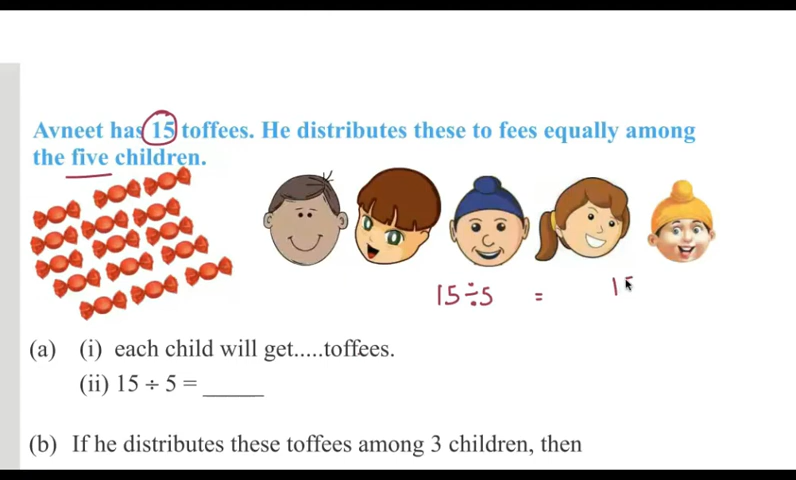 Avneet has 15 toffees. He distributes these to fees equally among
the five children.
15÷5 = 15
(a) (i) each child will get.....toffees.
(ii) 15 ÷ 5 = _____
(b) If he distributes these toffees among 3 children, then